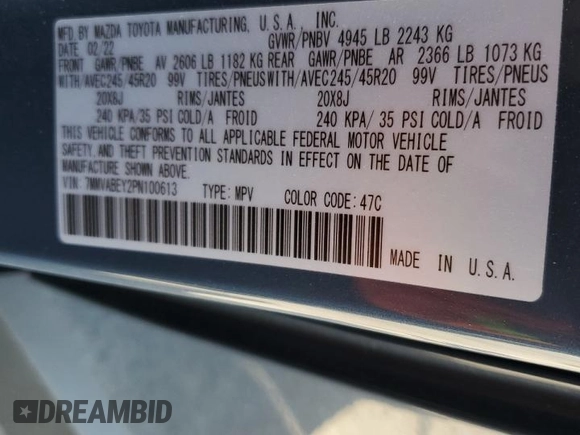 MFD BY MAZDA TOYOTA MANUFACTURING, U.S.A., INC.
DATE 02/22 GVWR/PNBV 4945 LB 2243 KG
FRONT GAWR/PNBE AV 2606 LB 1182 KG REAR GAWR/PNBE AR 2366 LB 1073 KG
WITH/AVEC245/45R20 99V TIRES/PNEUS WITH/AVEC245/45R20 99V TIRES/PNEUS
20X8J RIMS/JANTES 20X8J RIMS/JANTES
240 KPA/35 PSI COLD/A FROID 240 KPA/ 35 PSI COLD/A FROID
THIS VEHICLE CONFORMS TO ALL APPLICABLE FEDERAL MOTOR VEHICLE
SAFETY, AND THEFT PREVENTION STANDARDS IN EFFECT ON THE DATE OF
MANUFACTURE SHOWN ABOVE.
VIN: 7MMVABEY2PN100613 TYPE: MPV COLOR CODE: 47C
MADE IN U.S.A.
DREAMBID